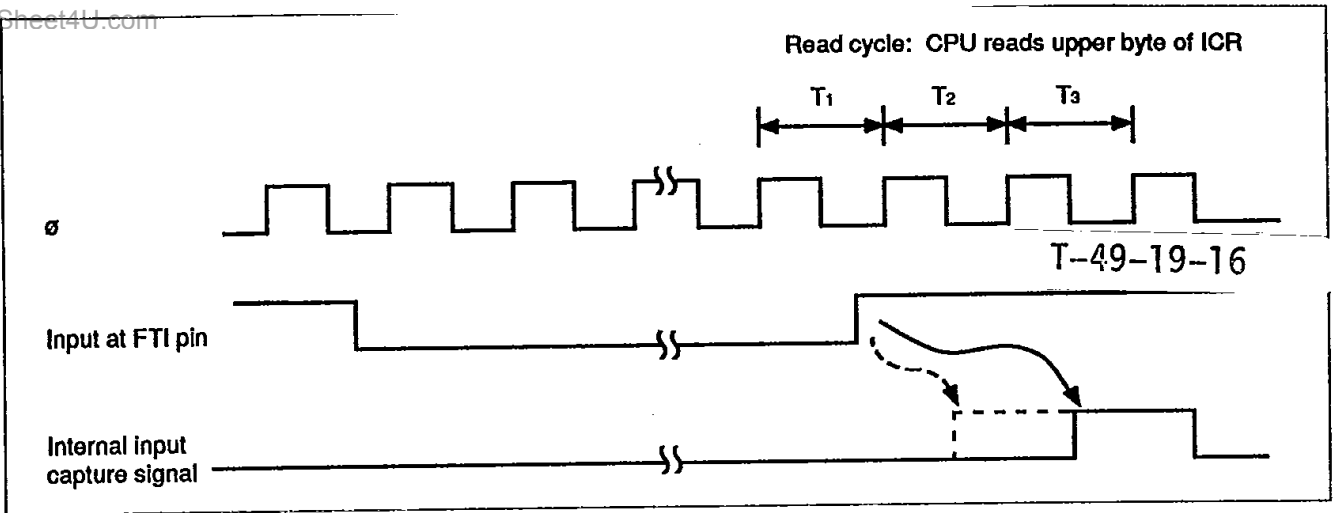 Sheet4U.com
Read cycle: CPU reads upper byte of ICR
T1 T2 T3
ø
T-49-19-16
Input at FTI pin
Internal input
capture signal